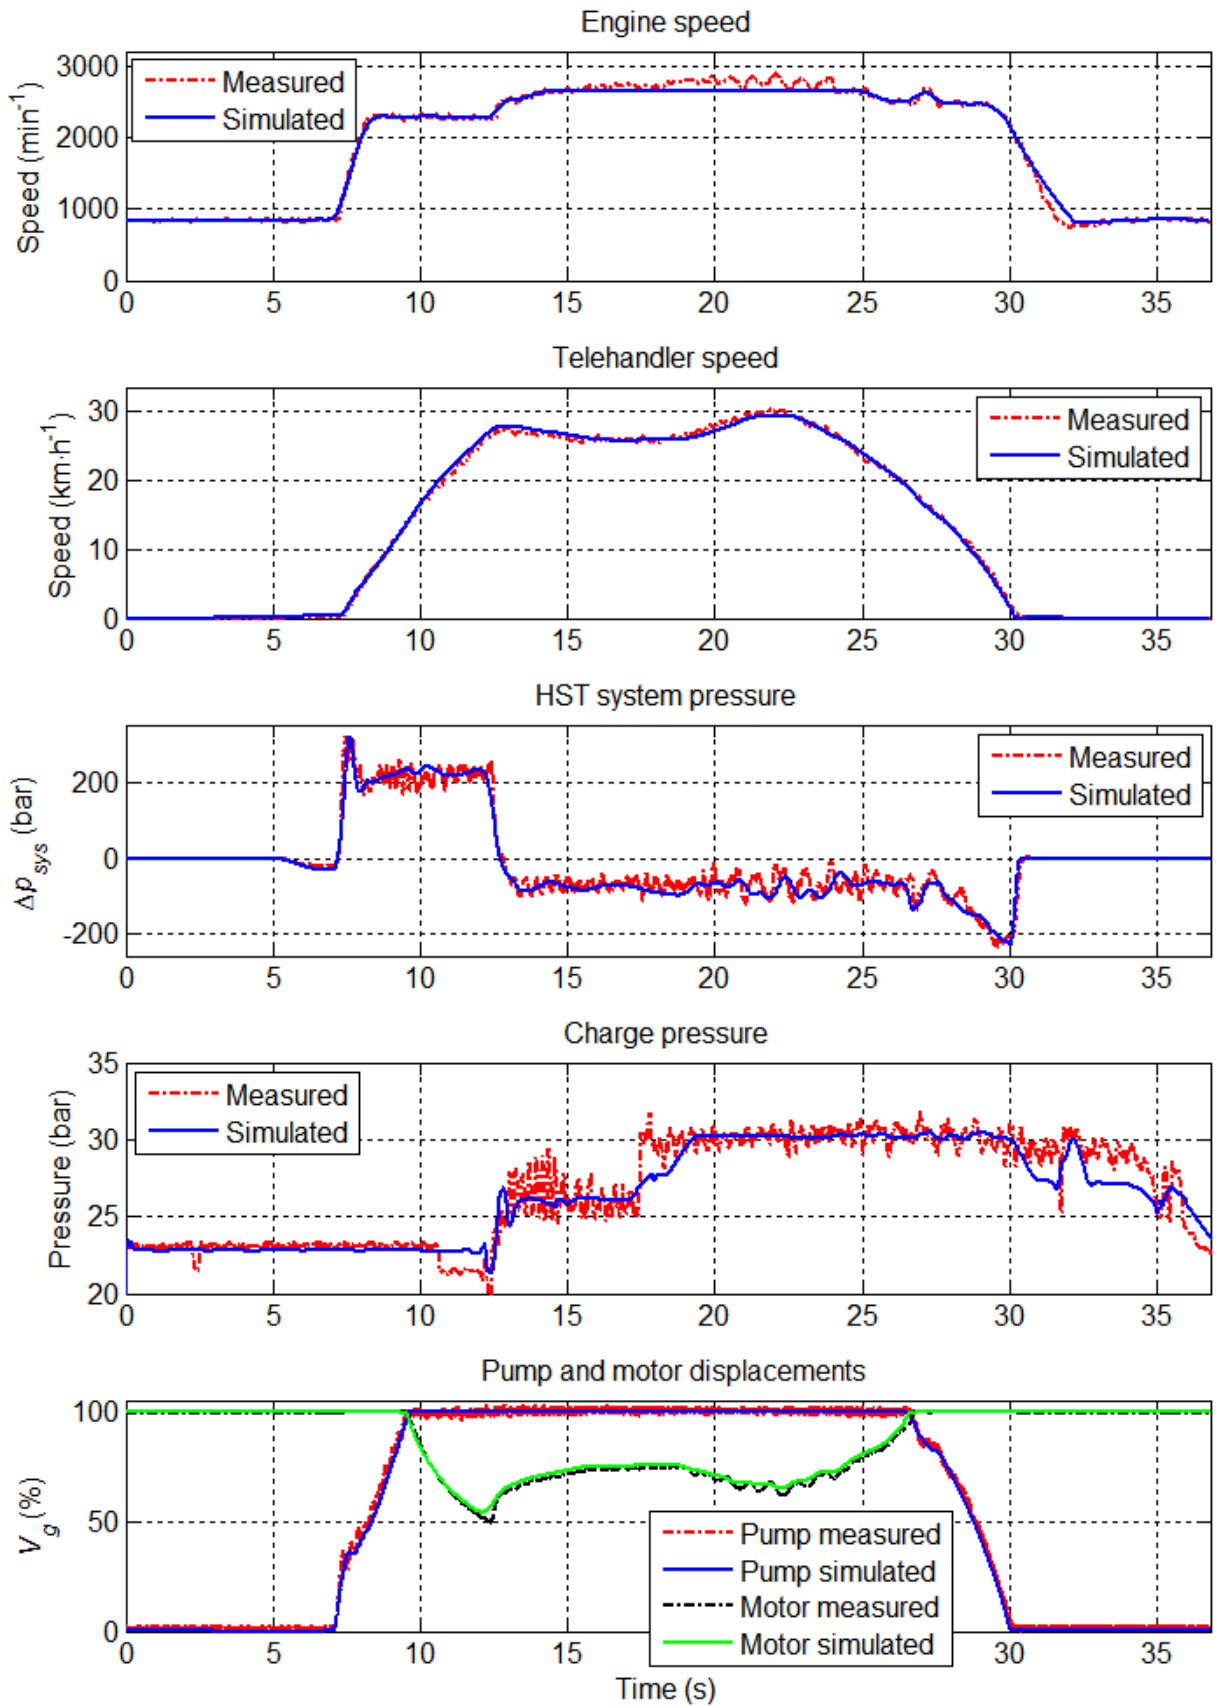 Engine speed
3000
2000
1000
0
Speed (min⁻¹)
Measured
Simulated
0 5 10 15 20 25 30 35
Telehandler speed
30
20
10
0
Speed (km·h⁻¹)
Measured
Simulated
0 5 10 15 20 25 30 35
HST system pressure
200
0
-200
Δp sys (bar)
Measured
Simulated
0 5 10 15 20 25 30 35
Charge pressure
35
30
25
20
Pressure (bar)
Measured
Simulated
0 5 10 15 20 25 30 35
Pump and motor displacements
100
50
0
V g (%)
Pump measured
Pump simulated
Motor measured
Motor simulated
0 5 10 15 20 25 30 35
Time (s)